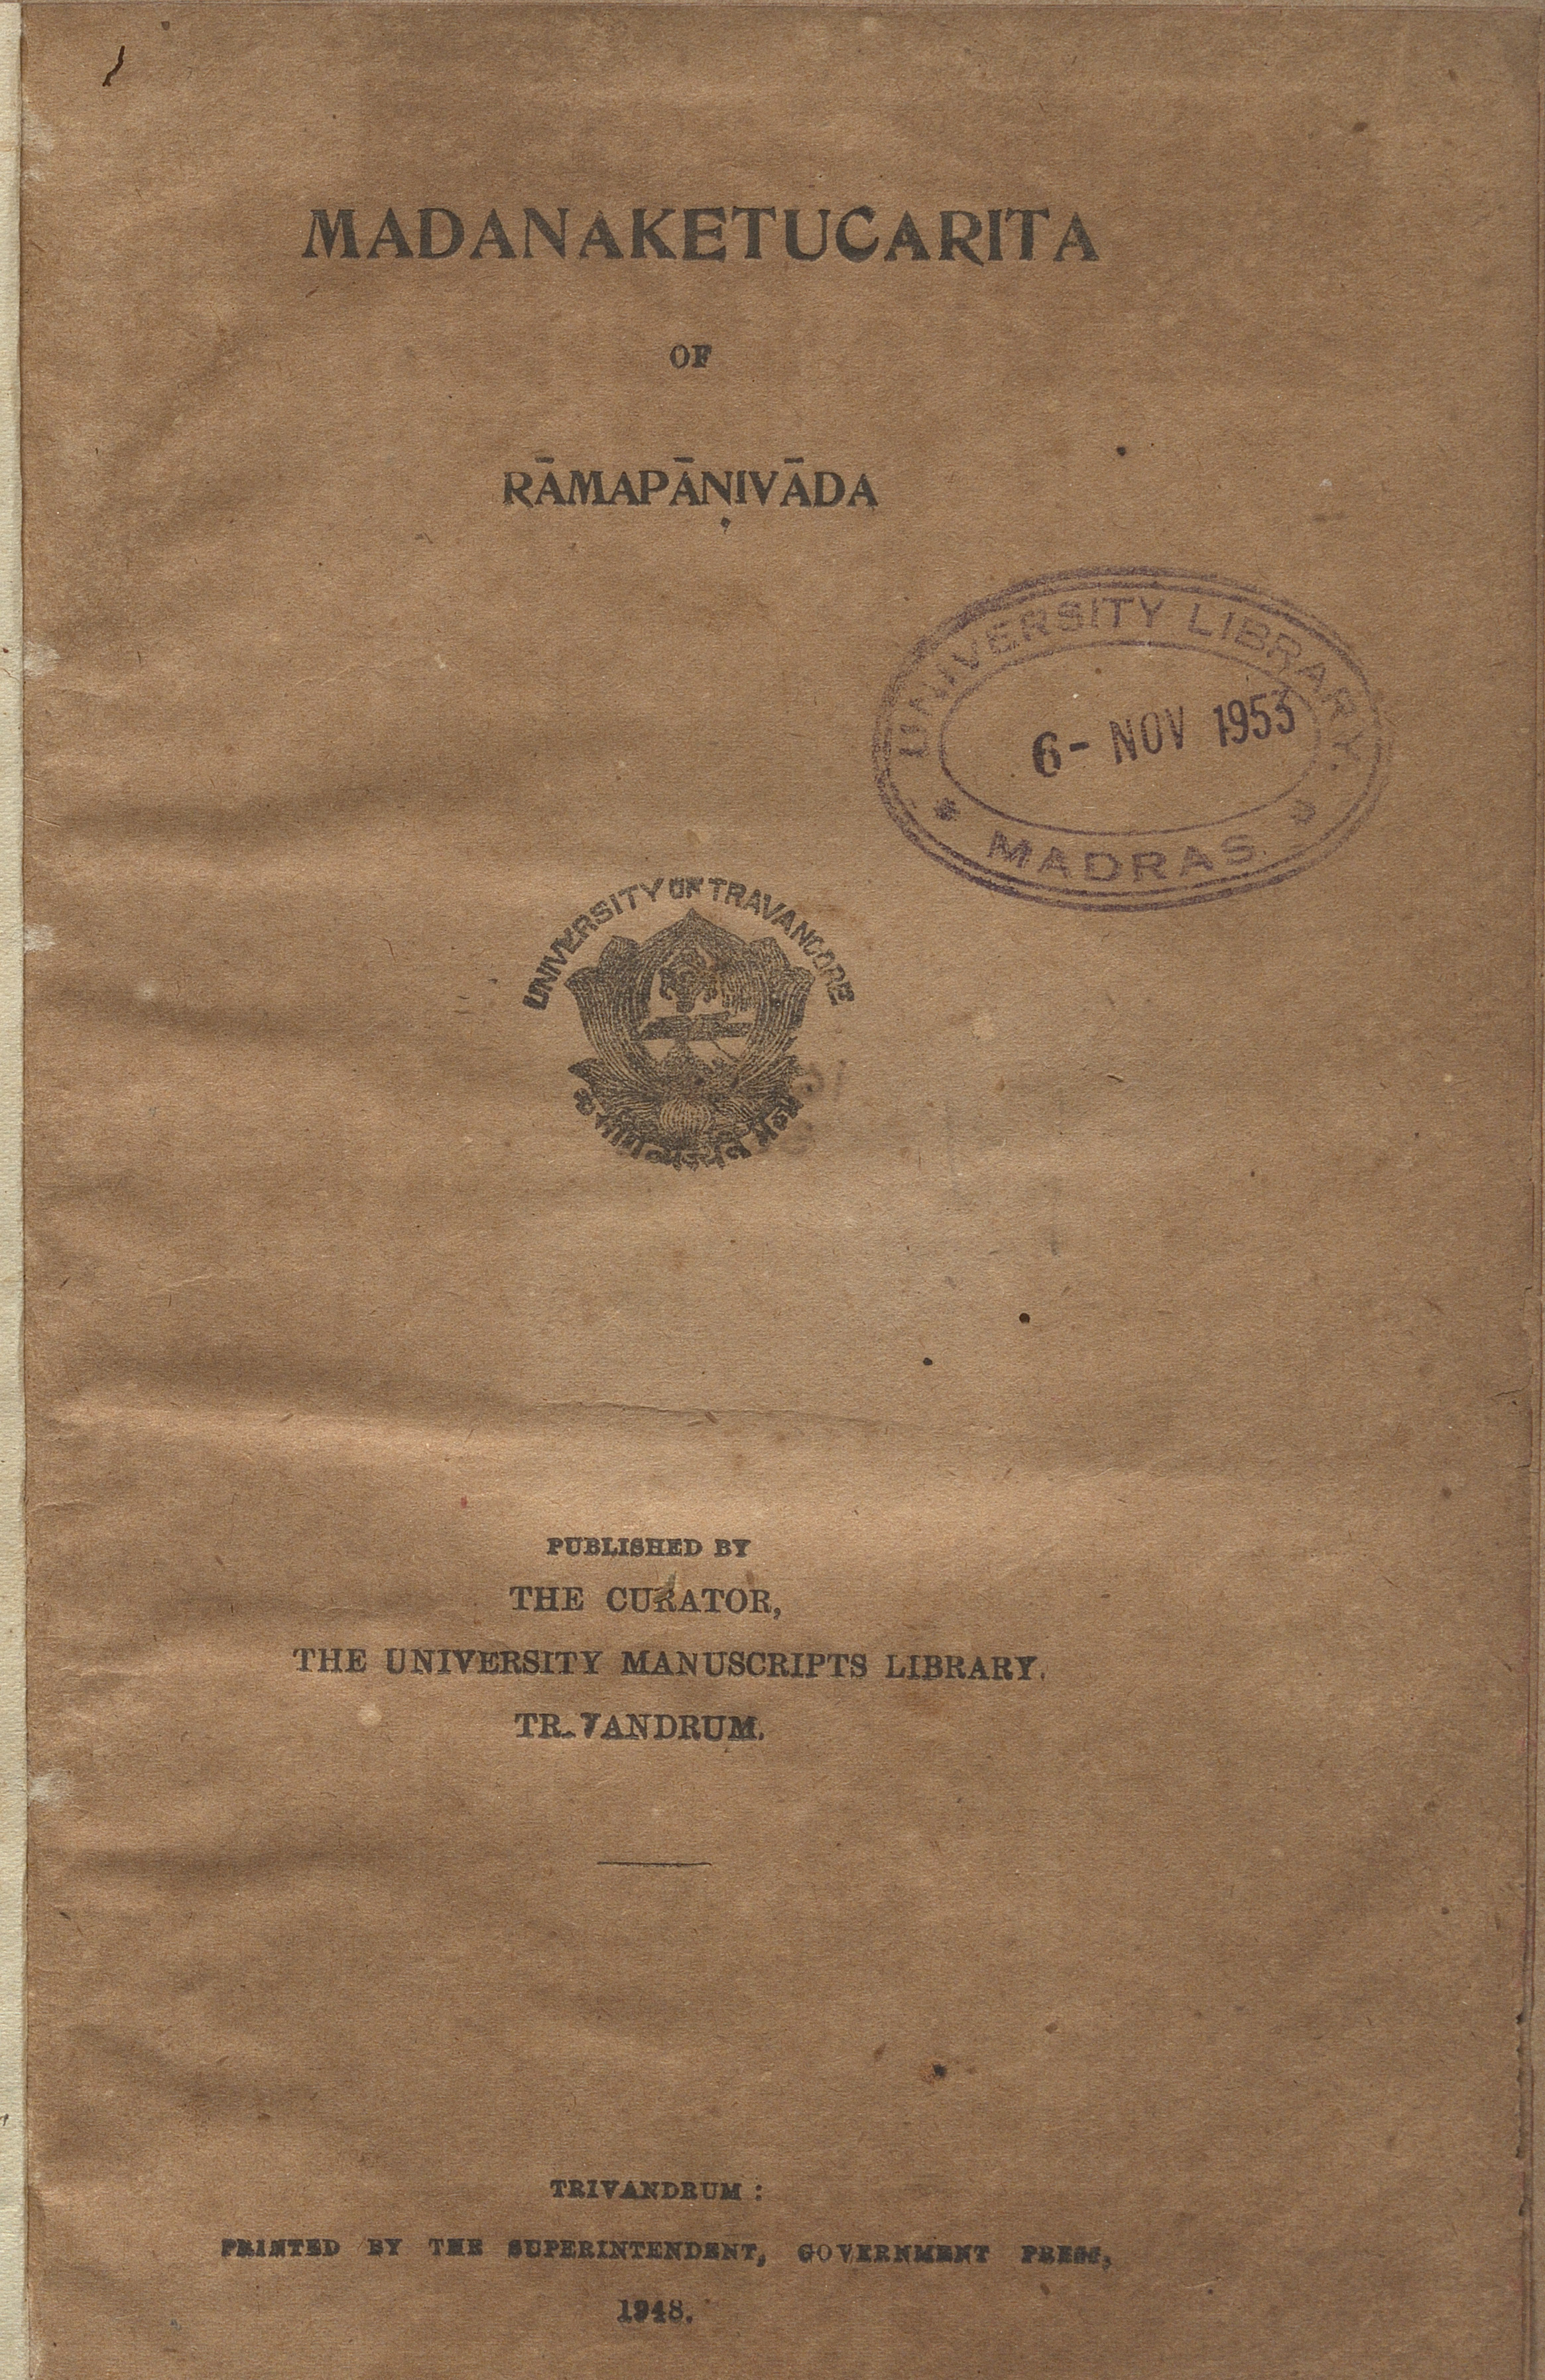 MADANAKETUCARITA
OF
RĀMAPĀṆIVĀDA
UNIVERSITY LIBRARY
6- NOV 1953
MADRAS
UNIVERSITY OF TRAVANCORE
PUBLISHED BY
THE CURATOR,
THE UNIVERSITY MANUSCRIPTS LIBRARY,
TRIVANDRUM.
TRIVANDRUM:
PRINTED BY THE SUPERINTENDENT, GOVERNMENT PRESS,
1948.